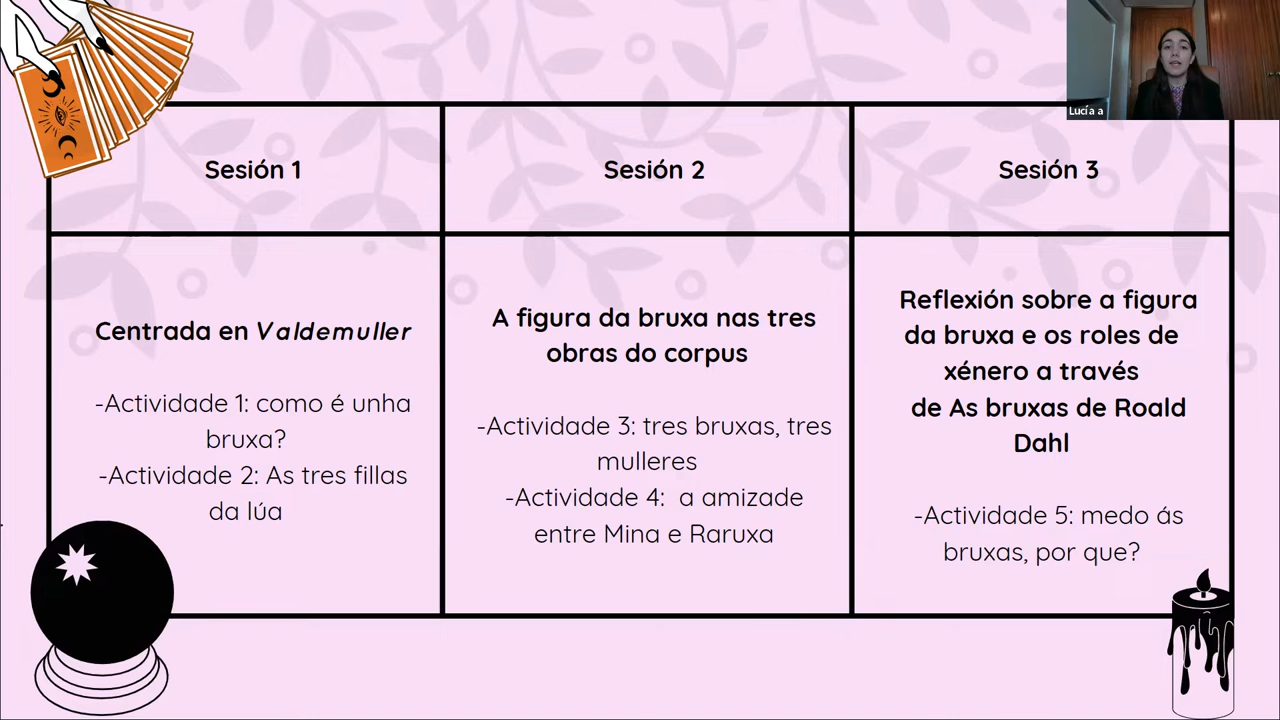 Lucía a
Sesión 1
Sesión 2
Sesión 3
Centrada en Valdemuller
-Actividade 1: como é unha
bruxa?
-Actividade 2: As tres fillas
da lúa
A figura da bruxa nas tres
obras do corpus
-Actividade 3: tres bruxas, tres
mulleres
-Actividade 4: a amizade
entre Mina e Raruxa
Reflexión sobre a figura
da bruxa e os roles de
xénero a través
de As bruxas de Roald
Dahl
-Actividade 5: medo ás
bruxas, por que?